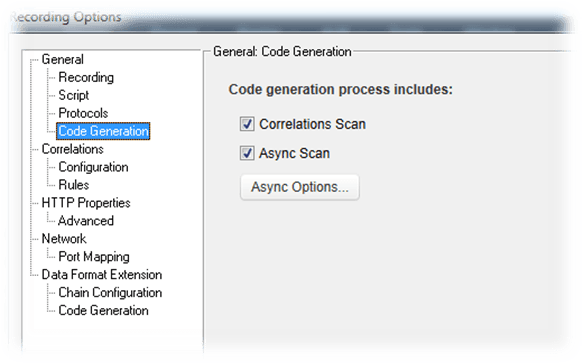 Recording Options
General
Recording
Script
Protocols
Code Generation
Correlations
Configuration
Rules
HTTP Properties
Advanced
Network
Port Mapping
Data Format Extension
Chain Configuration
Code Generation
General: Code Generation
Code generation process includes:
Correlations Scan
Async Scan
Async Options...